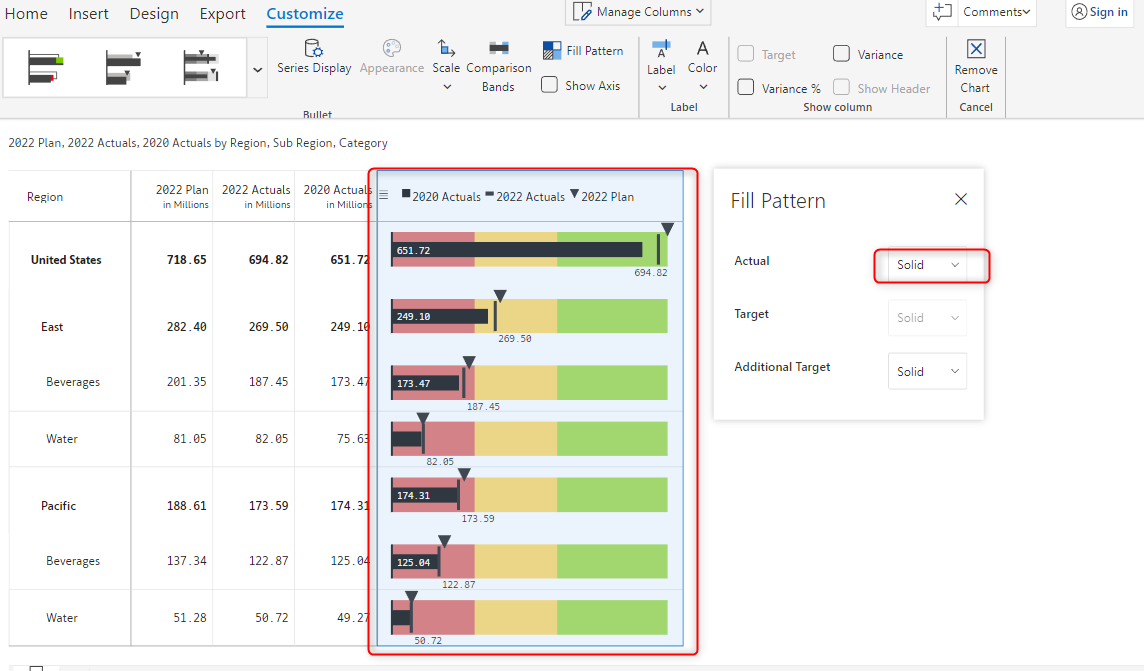 Home Insert Design Export Customize
Manage Columns
Comments
Sign in
Series Display
Appearance
Scale
Comparison
Bands
Fill Pattern
Show Axis
Bullet
Label
Color
Label
Target
Variance
Variance %
Show Header
Show column
Remove
Chart
Cancel
2022 Plan, 2022 Actuals, 2020 Actuals by Region, Sub Region, Category
Region
2022 Plan
in Millions
2022 Actuals
in Millions
2020 Actuals
in Millions
2020 Actuals 2022 Actuals 2022 Plan
United States 718.65 694.82 651.72 651.72
694.82
East 282.40 269.50 249.10 249.10
269.50
Beverages 201.35 187.45 173.47 173.47
187.45
Water 81.05 82.05 75.63
82.05
Pacific 188.61 173.59 174.31 174.31
173.59
Beverages 137.34 122.87 125.04 125.04
122.87
Water 51.28 50.72 49.27
50.72
Fill Pattern
Actual Solid
Target Solid
Additional Target Solid